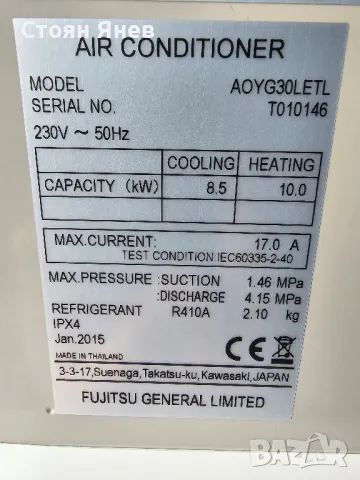 Стоян Янев
AIR CONDITIONER
MODEL AOYG30LETL
SERIAL NO. T010146
230V ~ 50Hz
COOLING HEATING
CAPACITY (kW) 8.5 10.0
MAX.CURRENT: 17.0 A
TEST CONDITION:IEC60335-2-40
MAX.PRESSURE :SUCTION 1.46 MPa
:DISCHARGE 4.15 MPa
REFRIGERANT R410A 2.10 kg
IPX4
Jan.2015
MADE IN THAILAND
CE
3-3-17,Suenaga,Takatsu-ku,Kawasaki,JAPAN
FUJITSU GENERAL LIMITED
bazar